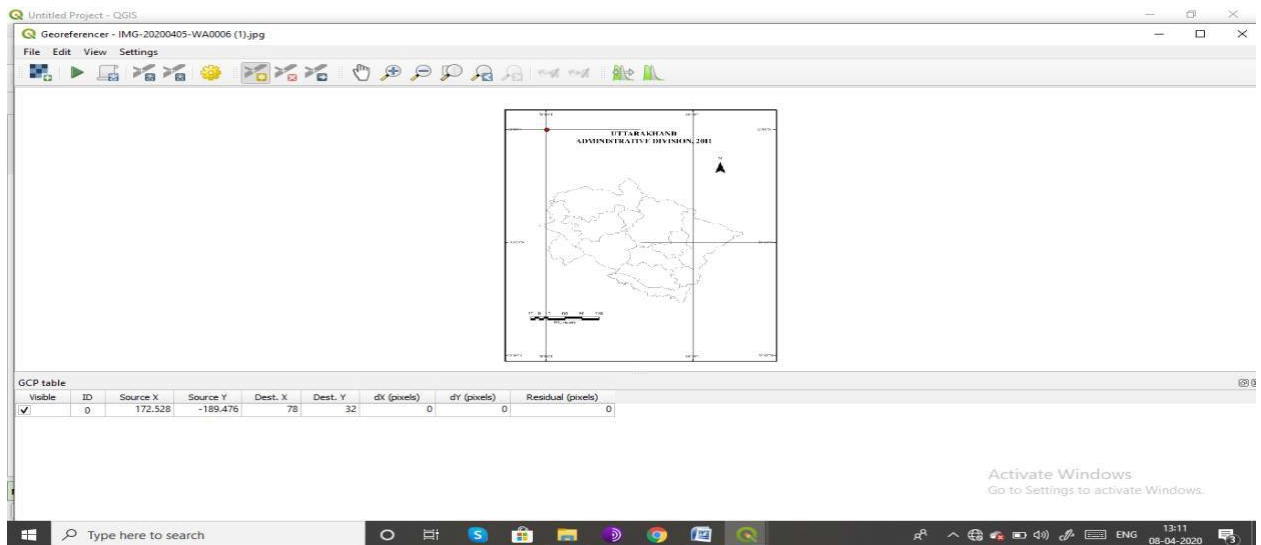 Untitled Project - QGIS
Georeferencer - IMG-20200405-WA0006 (1).jpg
File Edit View Settings
UTTARAKHAND
ADMINISTRATIVE DIVISION, 2011
N
GCP table
Visible ID Source X Source Y Dest. X Dest. Y dX (pixels) dY (pixels) Residual (pixels)
0 172.528 -189.476 78 32 0 0 0
Activate Windows
Go to Settings to activate Windows.
Type here to search
ENG
13:11
08-04-2020
3